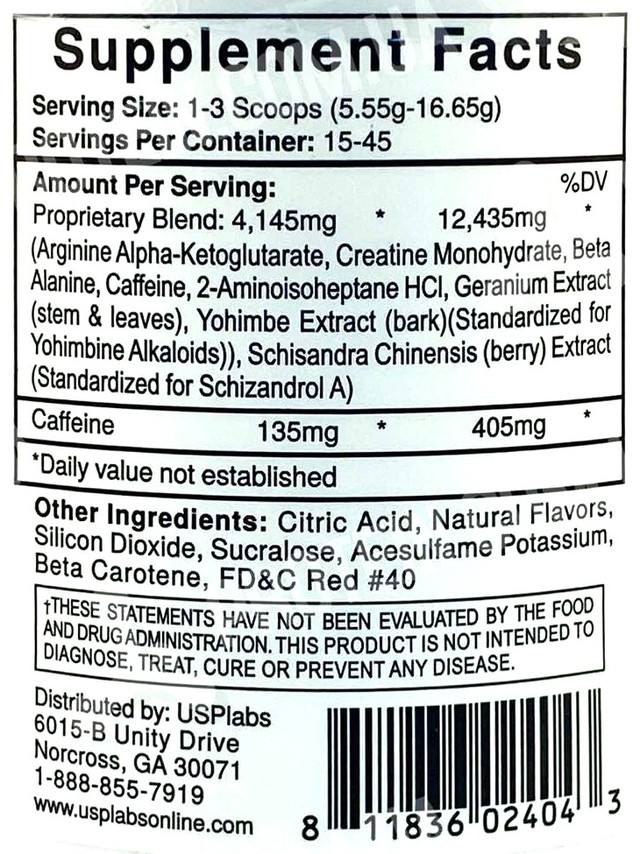 Supplement Facts
Serving Size: 1-3 Scoops (5.55g-16.65g)
Servings Per Container: 15-45
Amount Per Serving: %DV
Proprietary Blend: 4,145mg * 12,435mg *
(Arginine Alpha-Ketoglutarate, Creatine Monohydrate, Beta
Alanine, Caffeine, 2-Aminoisoheptane HCl, Geranium Extract
(stem & leaves), Yohimbe Extract (bark)(Standardized for
Yohimbine Alkaloids)), Schisandra Chinensis (berry) Extract
(Standardized for Schizandrol A)
Caffeine 135mg * 405mg *
*Daily value not established
Other Ingredients: Citric Acid, Natural Flavors,
Silicon Dioxide, Sucralose, Acesulfame Potassium,
Beta Carotene, FD&C Red #40
†THESE STATEMENTS HAVE NOT BEEN EVALUATED BY THE FOOD
AND DRUG ADMINISTRATION. THIS PRODUCT IS NOT INTENDED TO
DIAGNOSE, TREAT, CURE OR PREVENT ANY DISEASE.
Distributed by: USPlabs
6015-B Unity Drive
Norcross, GA 30071
1-888-855-7919
www.usplabsonline.com
8 11836 02404 3